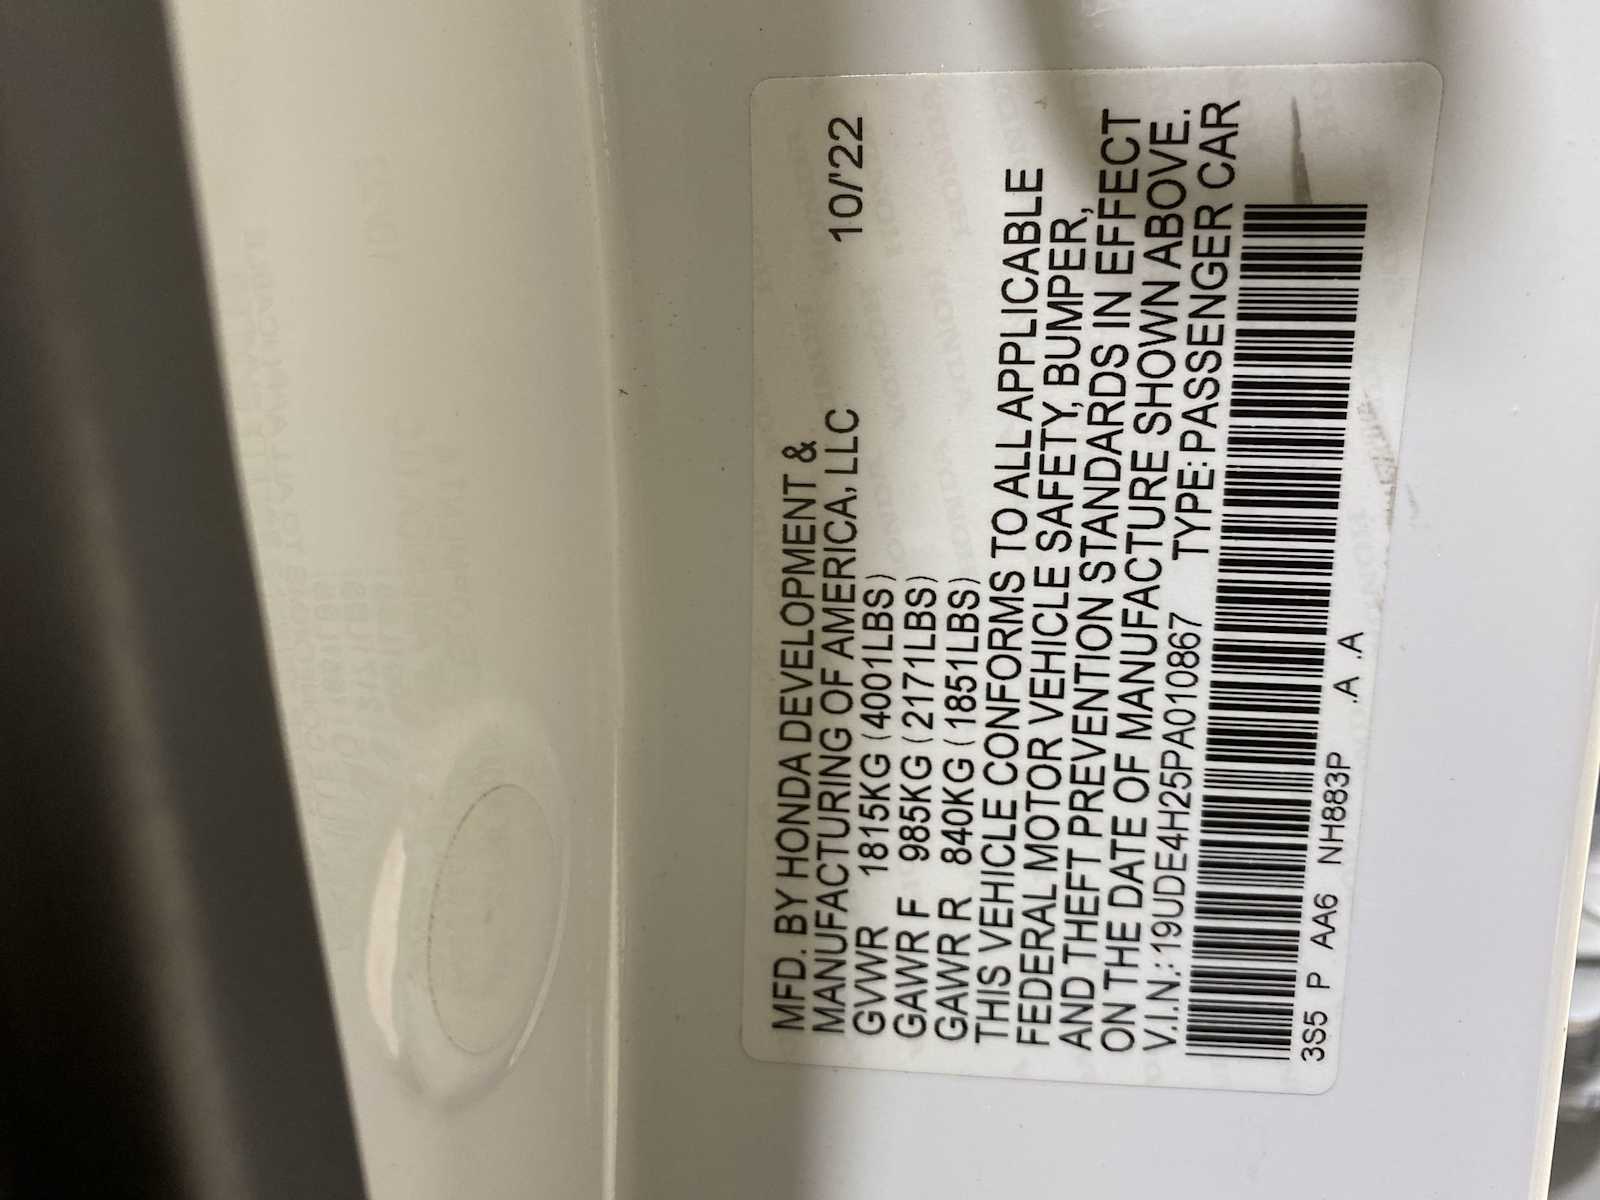 MFD. BY HONDA DEVELOPMENT &
MANUFACTURING OF AMERICA, LLC 10/'22
GVWR 1815KG (4001LBS)
GAWR F 985KG (2171LBS)
GAWR R 840KG (1851LBS)
THIS VEHICLE CONFORMS TO ALL APPLICABLE
FEDERAL MOTOR VEHICLE SAFETY, BUMPER,
AND THEFT PREVENTION STANDARDS IN EFFECT
ON THE DATE OF MANUFACTURE SHOWN ABOVE.
V.I.N.: 19UDE4H25PA010867 TYPE: PASSENGER CAR
3S5 P AA6 NH883P .A .A